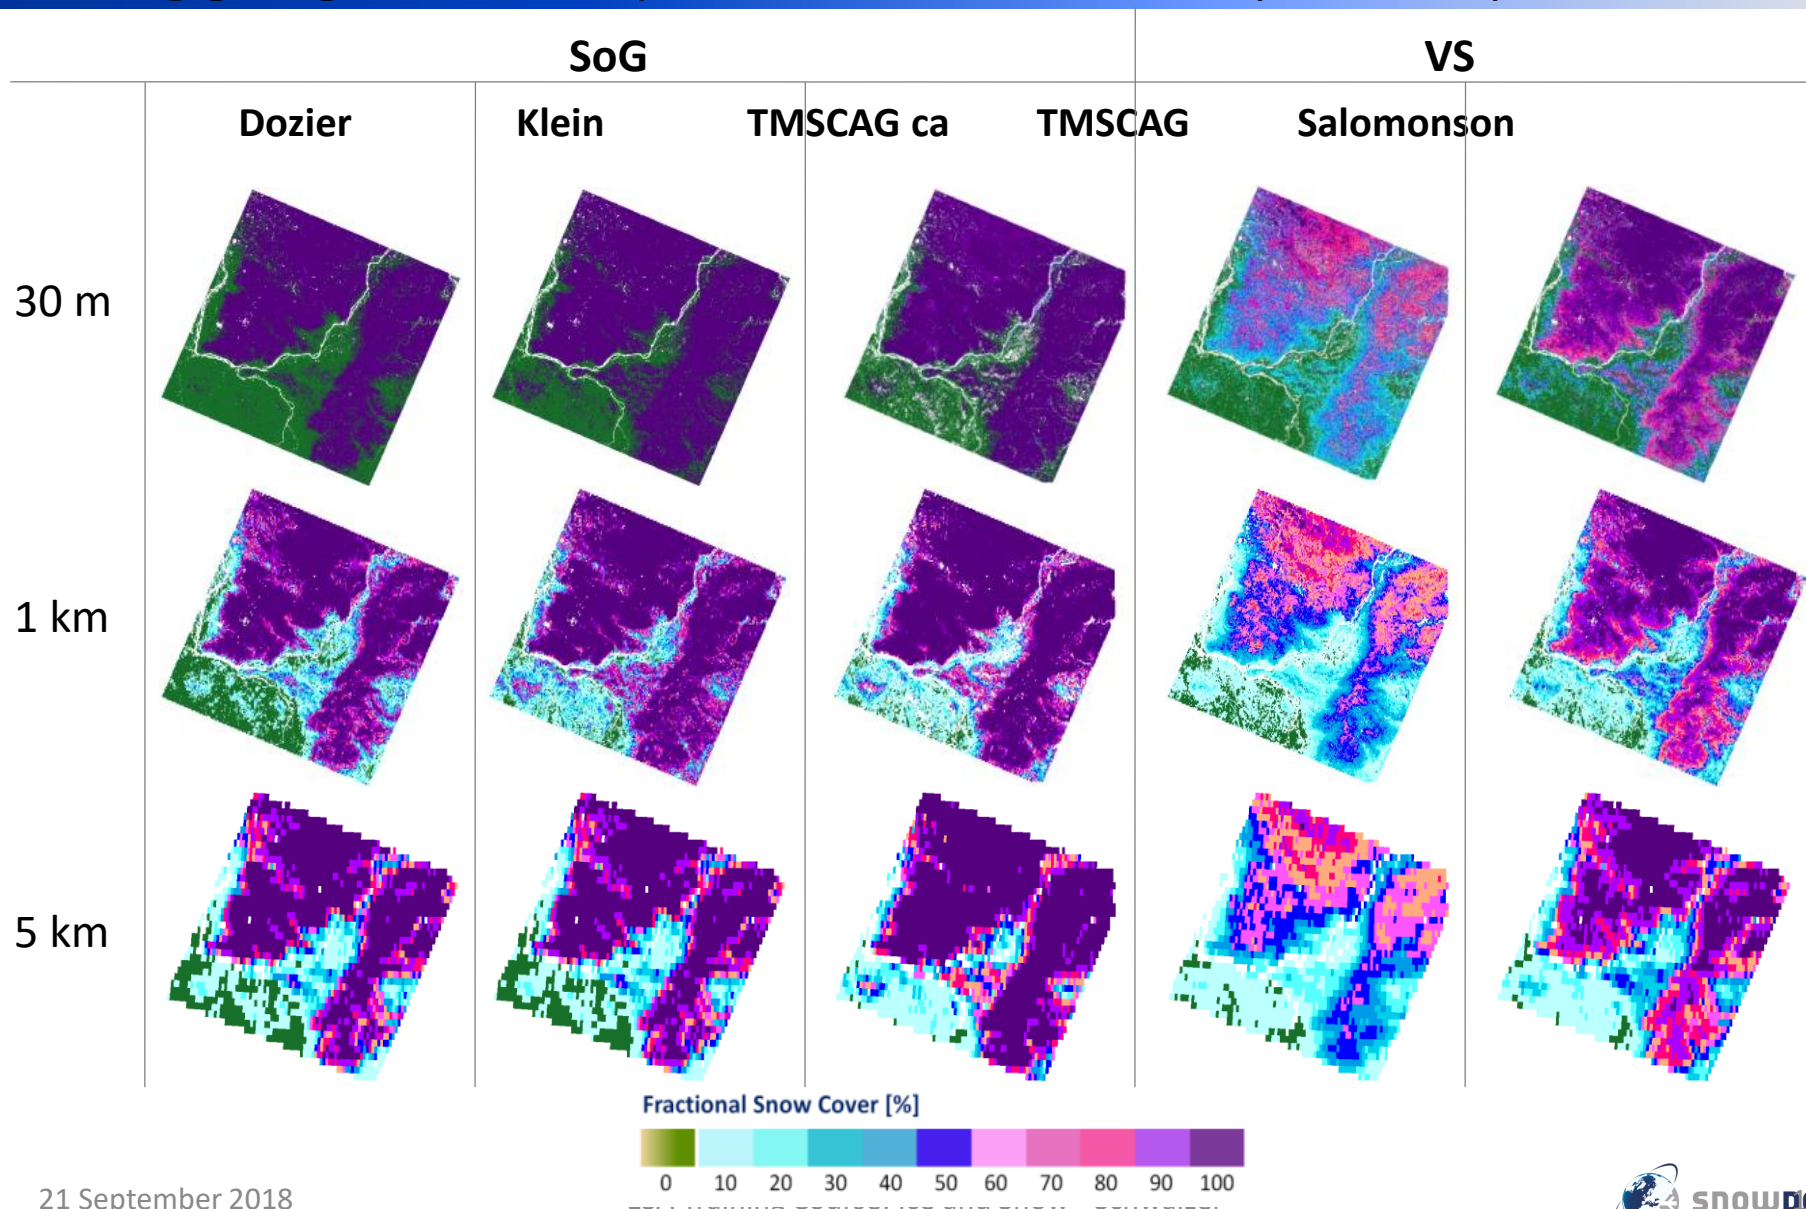 SoG VS
Dozier Klein TMSCAG ca TMSCAG Salomonson
30 m
1 km
5 km
Fractional Snow Cover [%]
0 10 20 30 40 50 60 70 80 90 100
21 September 2018